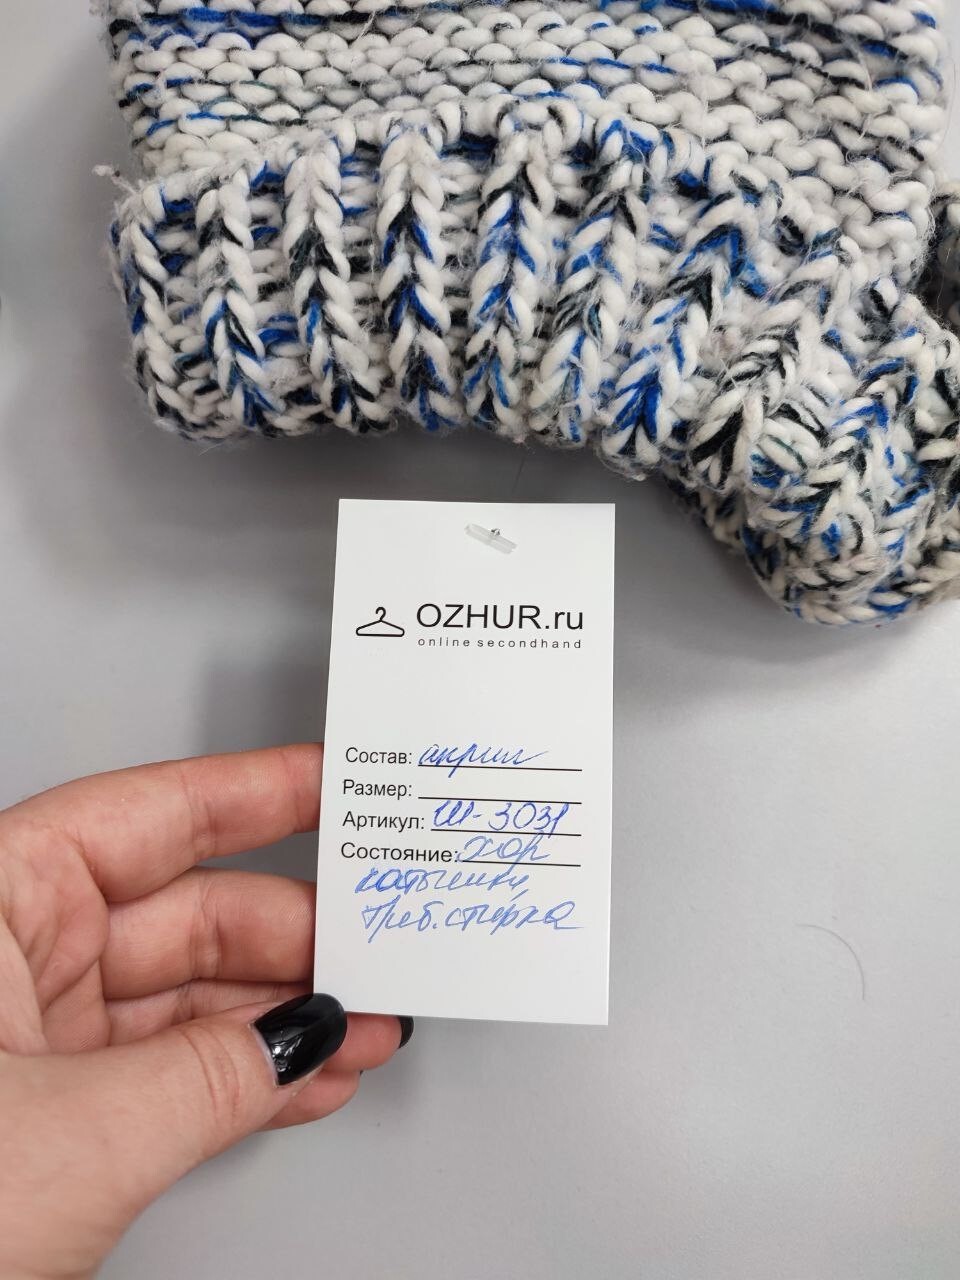 OZHUR.ru
online secondhand
Состав: акрил
Размер:
Артикул: Ш-3031
Состояние: хор
катышки,
треб. стирка